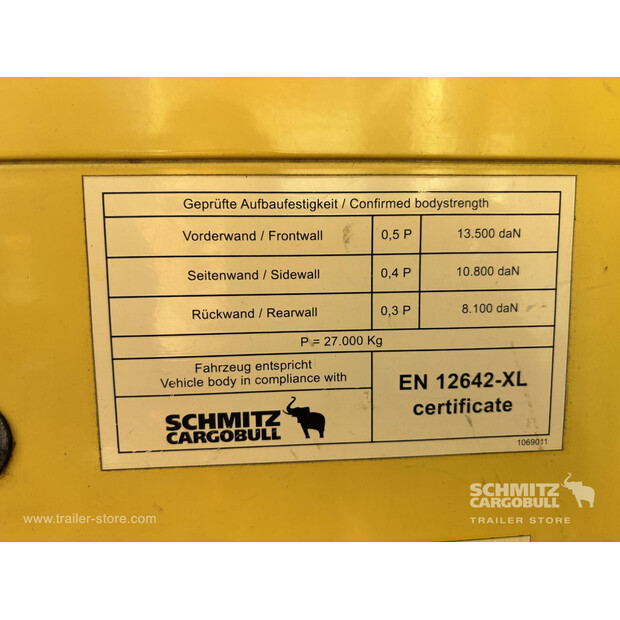 Geprüfte Aufbaufestigkeit / Confirmed bodystrength
Vorderwand / Frontwall 0,5 P 13.500 daN
Seitenwand / Sidewall 0,4 P 10.800 daN
Rückwand / Rearwall 0,3 P 8.100 daN
P = 27.000 Kg
Fahrzeug entspricht
Vehicle body in compliance with
EN 12642-XL
certificate
SCHMITZ
CARGOBULL
1069011
SCHMITZ
CARGOBULL
TRAILER STORE
www.trailer-store.com